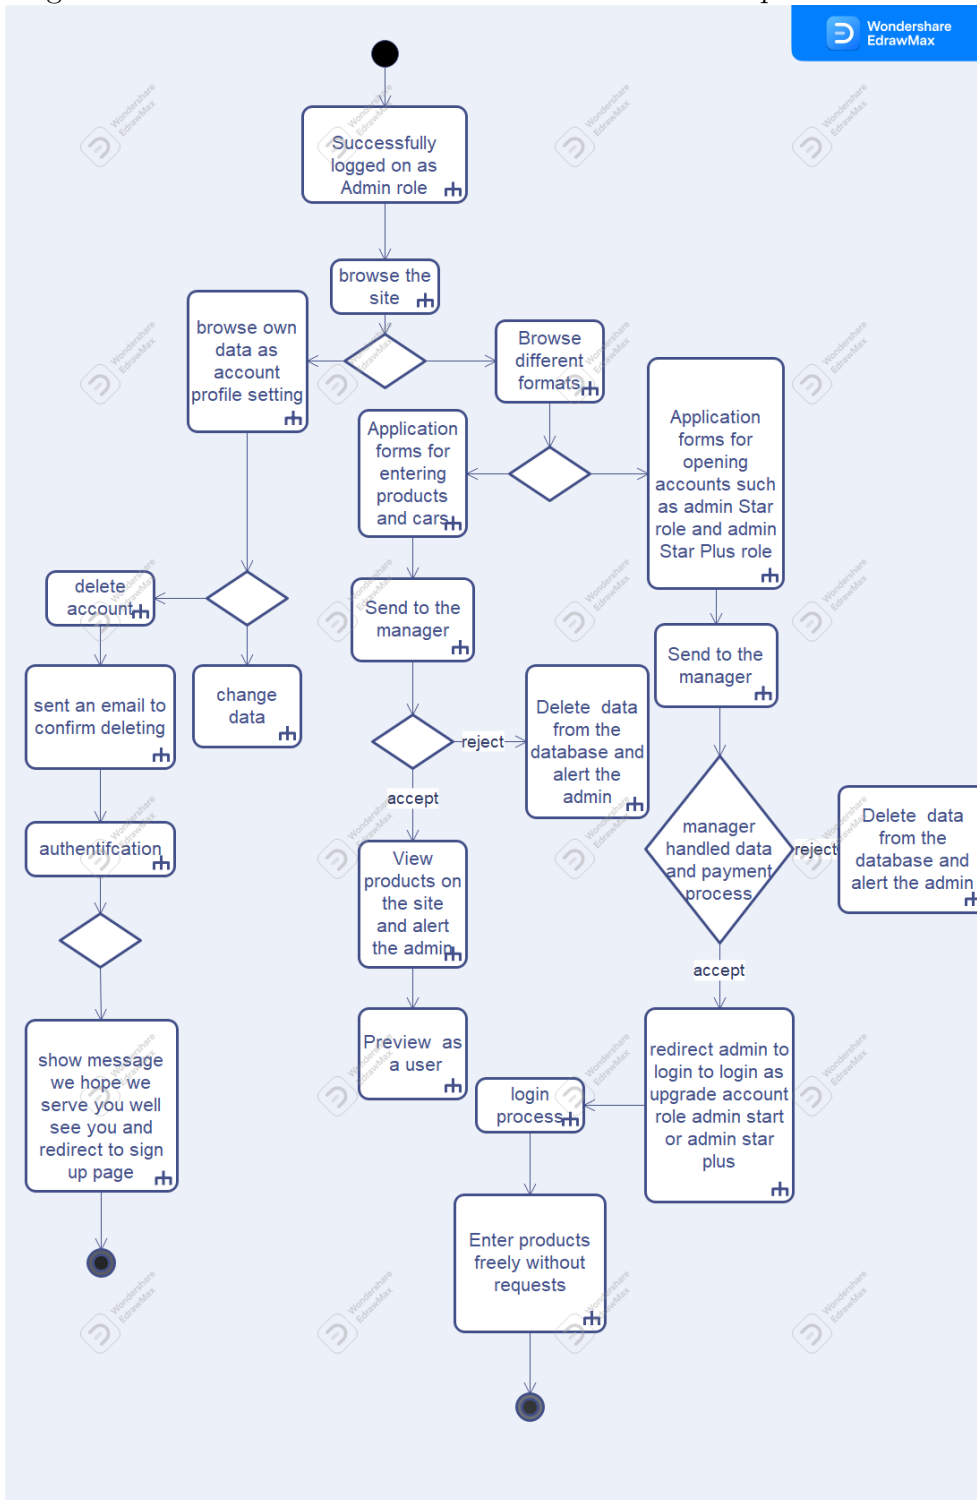 Wondershare
EdrawMax
Successfully
logged on as
Admin role
browse the
site
browse own
data as
account
profile setting
Browse
different
formats
Application
forms for
entering
products
and cars
Application
forms for
opening
accounts such
as admin Star
role and admin
Star Plus role
delete
account
Send to the
manager
Send to the
manager
sent an email to
confirm deleting
change
data
Delete data
from the
database and
alert the
admin
reject
accept
authentifcation
View
products on
the site
and alert
the admin
manager
handled data
and payment
process
reject
Delete data
from the
database and
alert the admin
accept
show message
we hope we
serve you well
see you and
redirect to sign
up page
Preview as
a user
login
process
redirect admin to
login to login as
upgrade account
role admin start
or admin star
plus
Enter products
freely without
requests